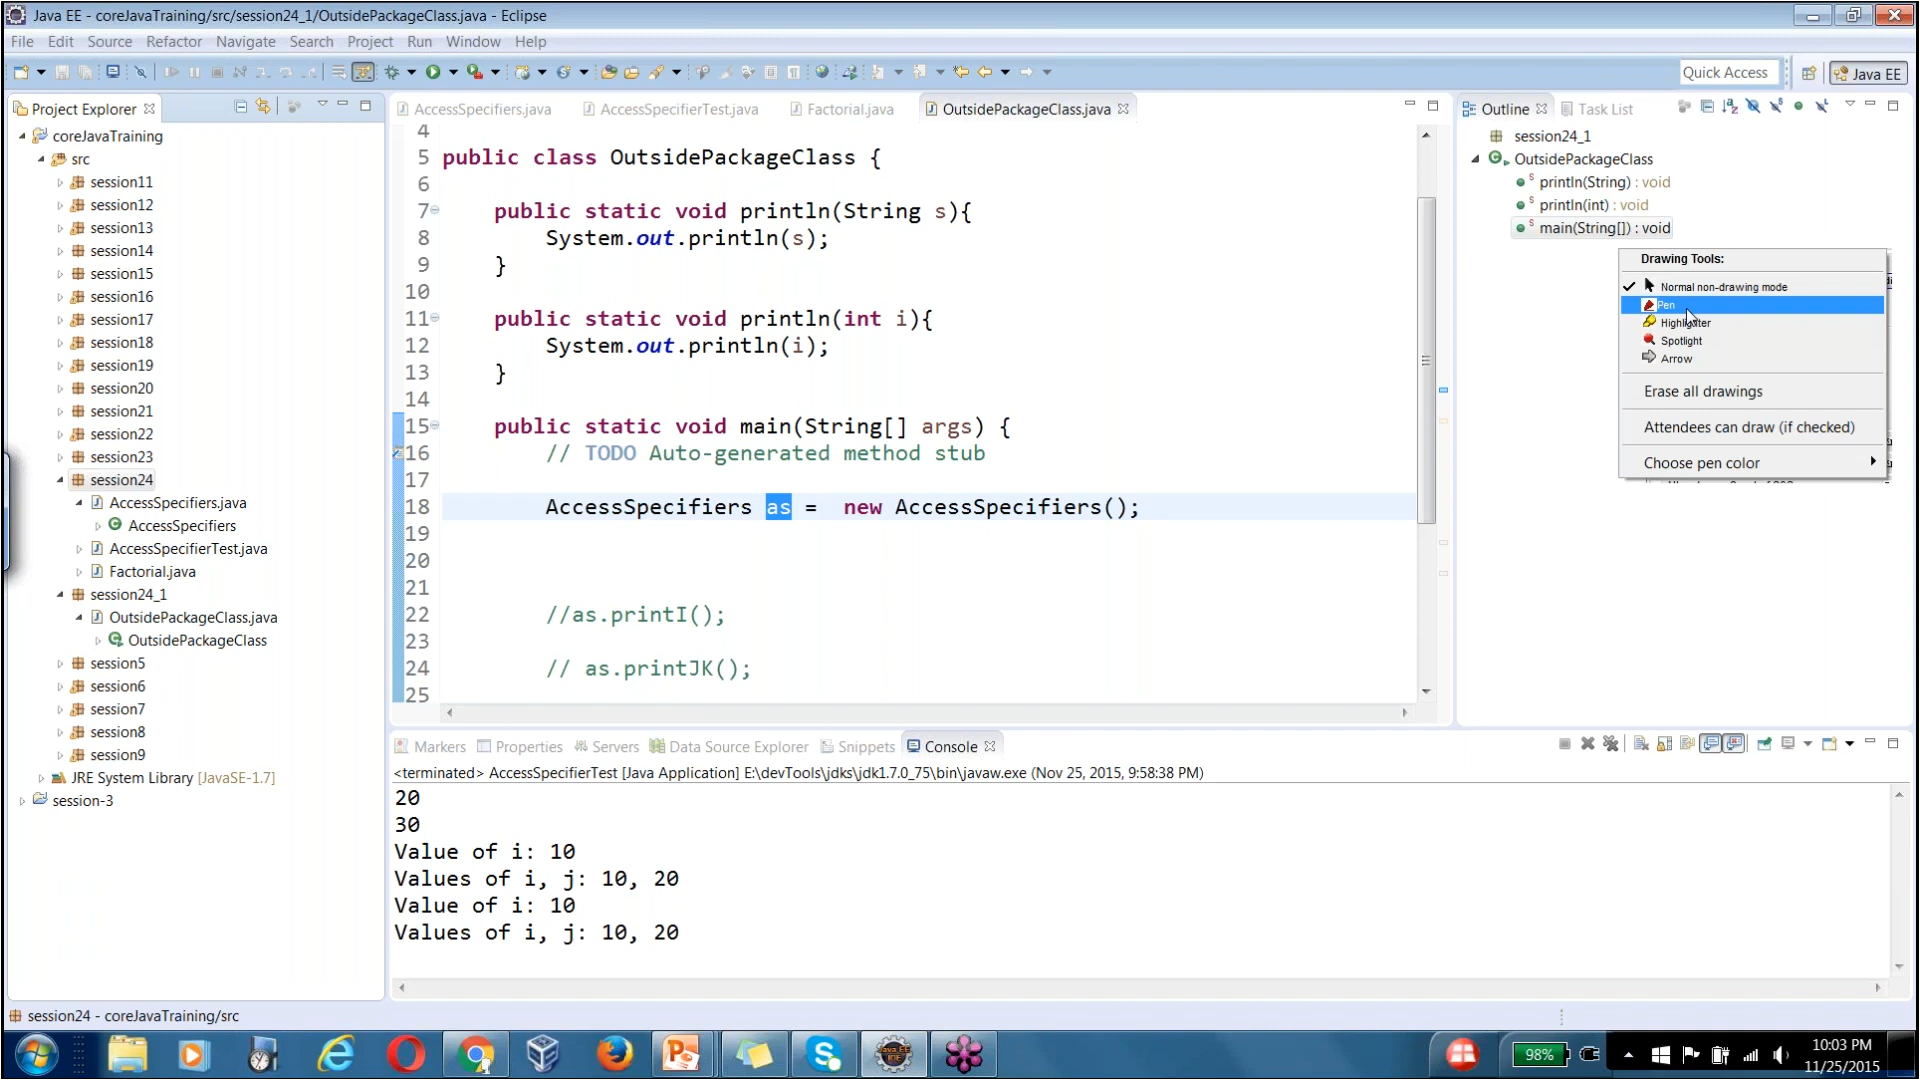 Java EE - coreJavaTraining/src/session24_1/OutsidePackageClass.java - Eclipse
File Edit Source Refactor Navigate Search Project Run Window Help
Quick Access
Java EE
Project Explorer
coreJavaTraining
src
session11
session12
session13
session14
session15
session16
session17
session18
session19
session20
session21
session22
session23
session24
AccessSpecifiers.java
AccessSpecifiers
AccessSpecifierTest.java
Factorial.java
session24_1
OutsidePackageClass.java
OutsidePackageClass
session5
session6
session7
session8
session9
JRE System Library [JavaSE-1.7]
session-3
AccessSpecifiers.java AccessSpecifierTest.java Factorial.java OutsidePackageClass.java
4
5 public class OutsidePackageClass {
6
7 public static void println(String s){
8 System.out.println(s);
9 }
10
11 public static void println(int i){
12 System.out.println(i);
13 }
14
15 public static void main(String[] args) {
16 // TODO Auto-generated method stub
17
18 AccessSpecifiers as = new AccessSpecifiers();
19
20
21
22 //as.printI();
23
24 // as.printJK();
25
Outline Task List
session24_1
OutsidePackageClass
println(String) : void
println(int) : void
main(String[]) : void
Drawing Tools:
Normal non-drawing mode
Pen
Highlighter
Spotlight
Arrow
Erase all drawings
Attendees can draw (if checked)
Choose pen color
Markers Properties Servers Data Source Explorer Snippets Console
<terminated> AccessSpecifierTest [Java Application] E:\devTools\jdks\jdk1.7.0_75\bin\javaw.exe (Nov 25, 2015, 9:58:38 PM)
20
30
Value of i: 10
Values of i, j: 10, 20
Value of i: 10
Values of i, j: 10, 20
session24 - coreJavaTraining/src
98%
10:03 PM
11/25/2015